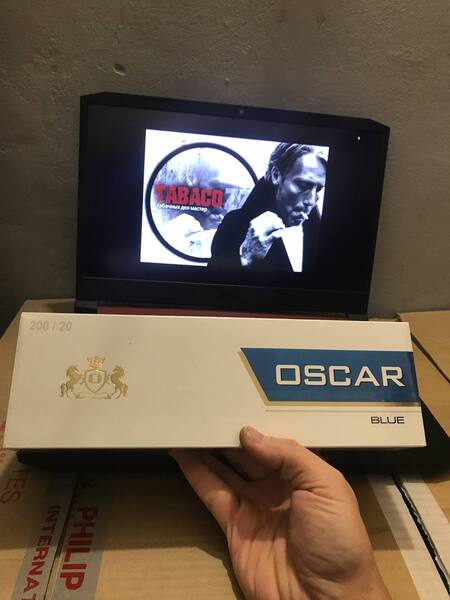 TABACO
табачных дел мастер
200 / 20
OSCAR
BLUE
PHILIP
INTERNAT